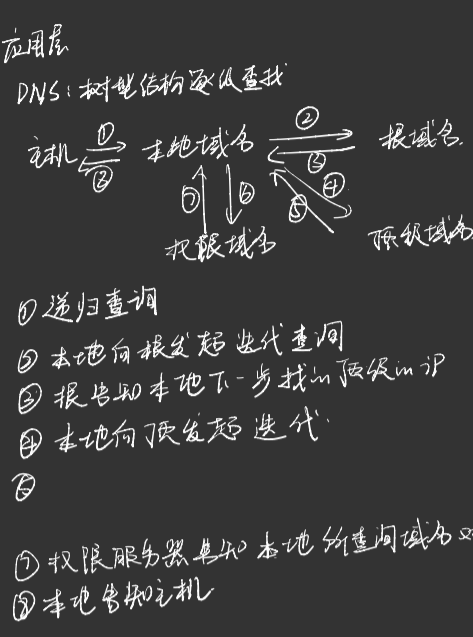 应用层
DNS：树型结构逐级查找
① ②
主机 本地域名 根域名
⑧ ③
④
⑦ ⑥ ⑤
权限域名 顶级域名
① 递归查询
② 本地向根发起迭代查询
③ 根告知本地下一步找的顶级的IP
④ 本地向顶发起迭代.
⑤
⑦ 权限服务器告知本地所查询域名
⑧ 本地告知主机